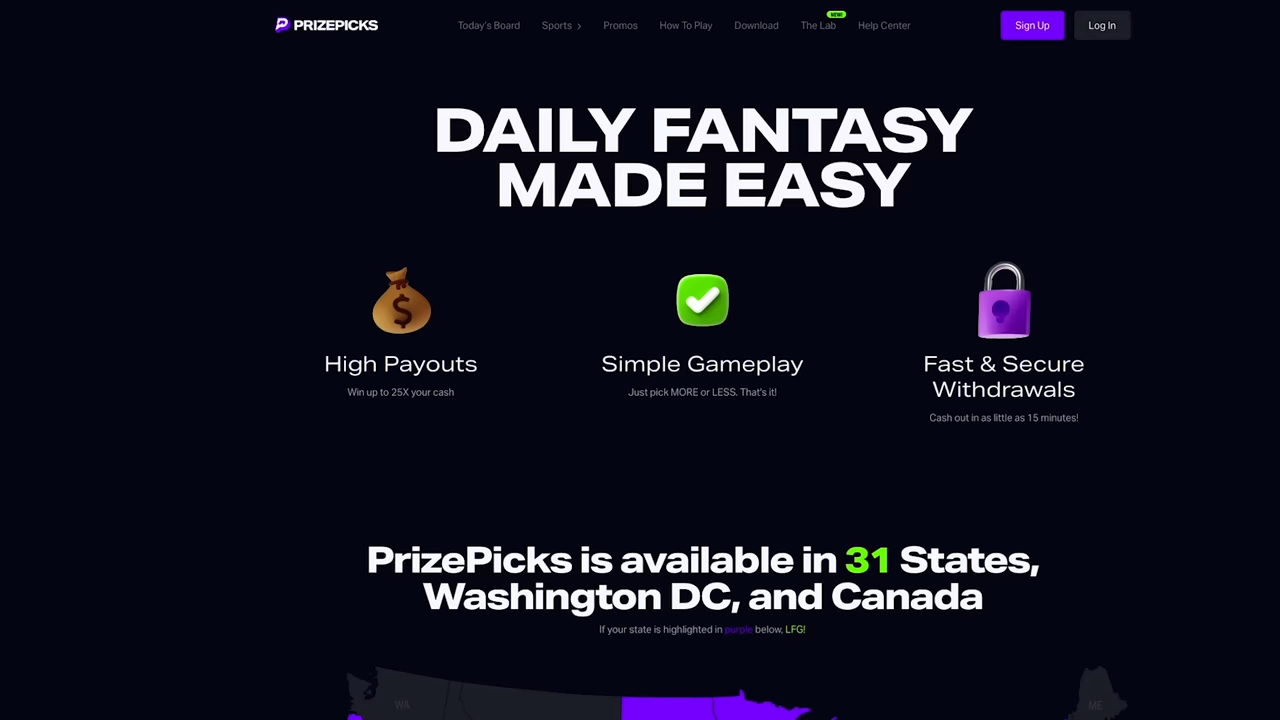 PRIZEPICKS
Today's Board
Sports
Promos
How To Play
Download
The Lab
NEW!
Help Center
Sign Up
Log In
DAILY FANTASY
MADE EASY
$
High Payouts
Win up to 25X your cash
Simple Gameplay
Just pick MORE or LESS. That's it!
Fast & Secure
Withdrawals
Cash out in as little as 15 minutes!
PrizePicks is available in 31 States,
Washington DC, and Canada
If your state is highlighted in purple below, LFG!
WA
ME